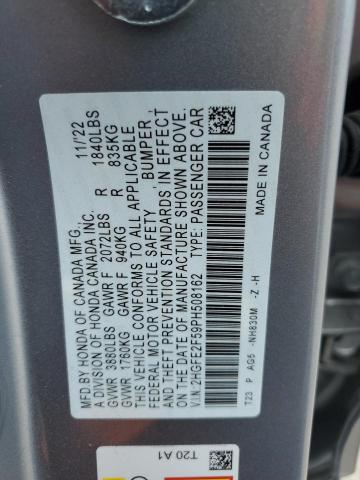 MFD.BY HONDA OF CANADA MFG., 11/22
A DIVISION OF HONDA CANADA INC.
GVWR 3880LBS GAWR F 2072LBS R 1840LBS
GVWR 1760KG GAWR F 940KG R 835KG
THIS VEHICLE CONFORMS TO ALL APPLICABLE
FEDERAL MOTOR VEHICLE SAFETY, BUMPER,
AND THEFT PREVENTION STANDARDS IN EFFECT
ON THE DATE OF MANUFACTURE SHOWN ABOVE.
V.I.N: 2HGFE2F59PH508162 TYPE: PASSENGER CAR
T23 P AG5 -NH830M -Z -H
MADE IN CANADA
T20 A1